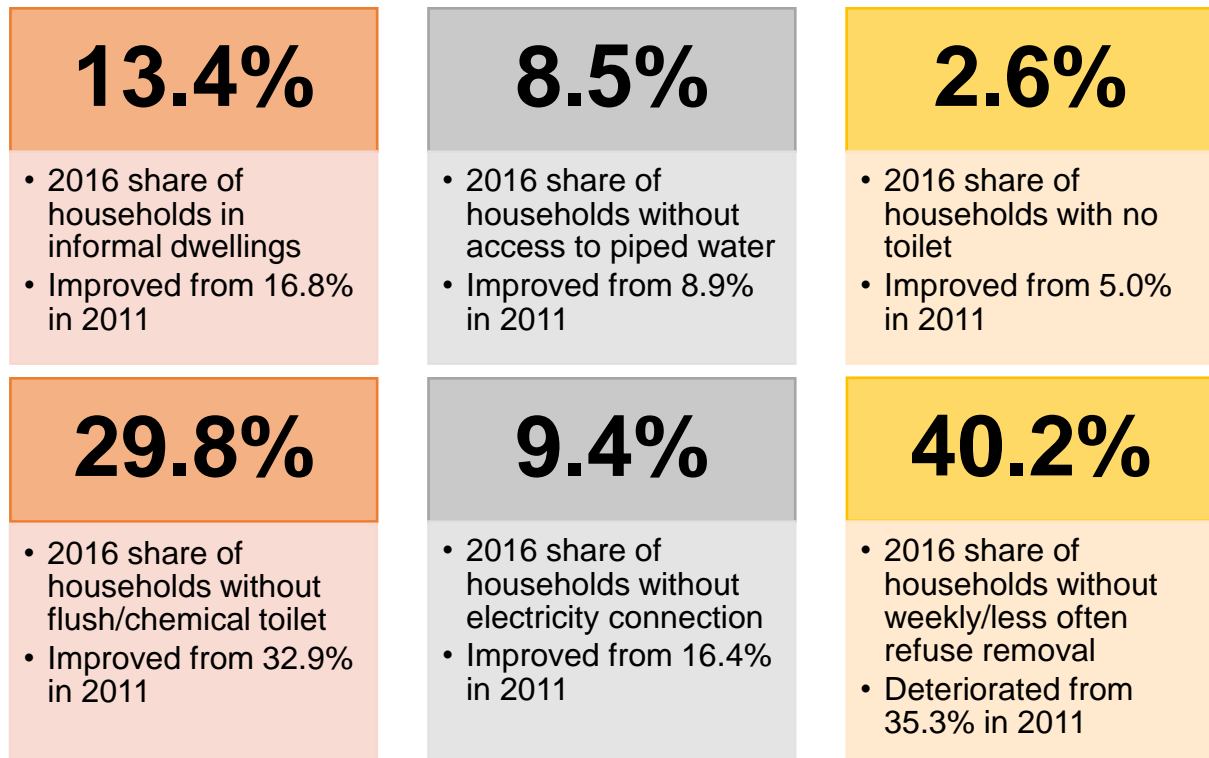 13.4%
• 2016 share of
households in
informal dwellings
• Improved from 16.8%
in 2011
8.5%
• 2016 share of
households without
access to piped water
• Improved from 8.9%
in 2011
2.6%
• 2016 share of
households with no
toilet
• Improved from 5.0%
in 2011
29.8%
• 2016 share of
households without
flush/chemical toilet
• Improved from 32.9%
in 2011
9.4%
• 2016 share of
households without
electricity connection
• Improved from 16.4%
in 2011
40.2%
• 2016 share of
households without
weekly/less often
refuse removal
• Deteriorated from
35.3% in 2011